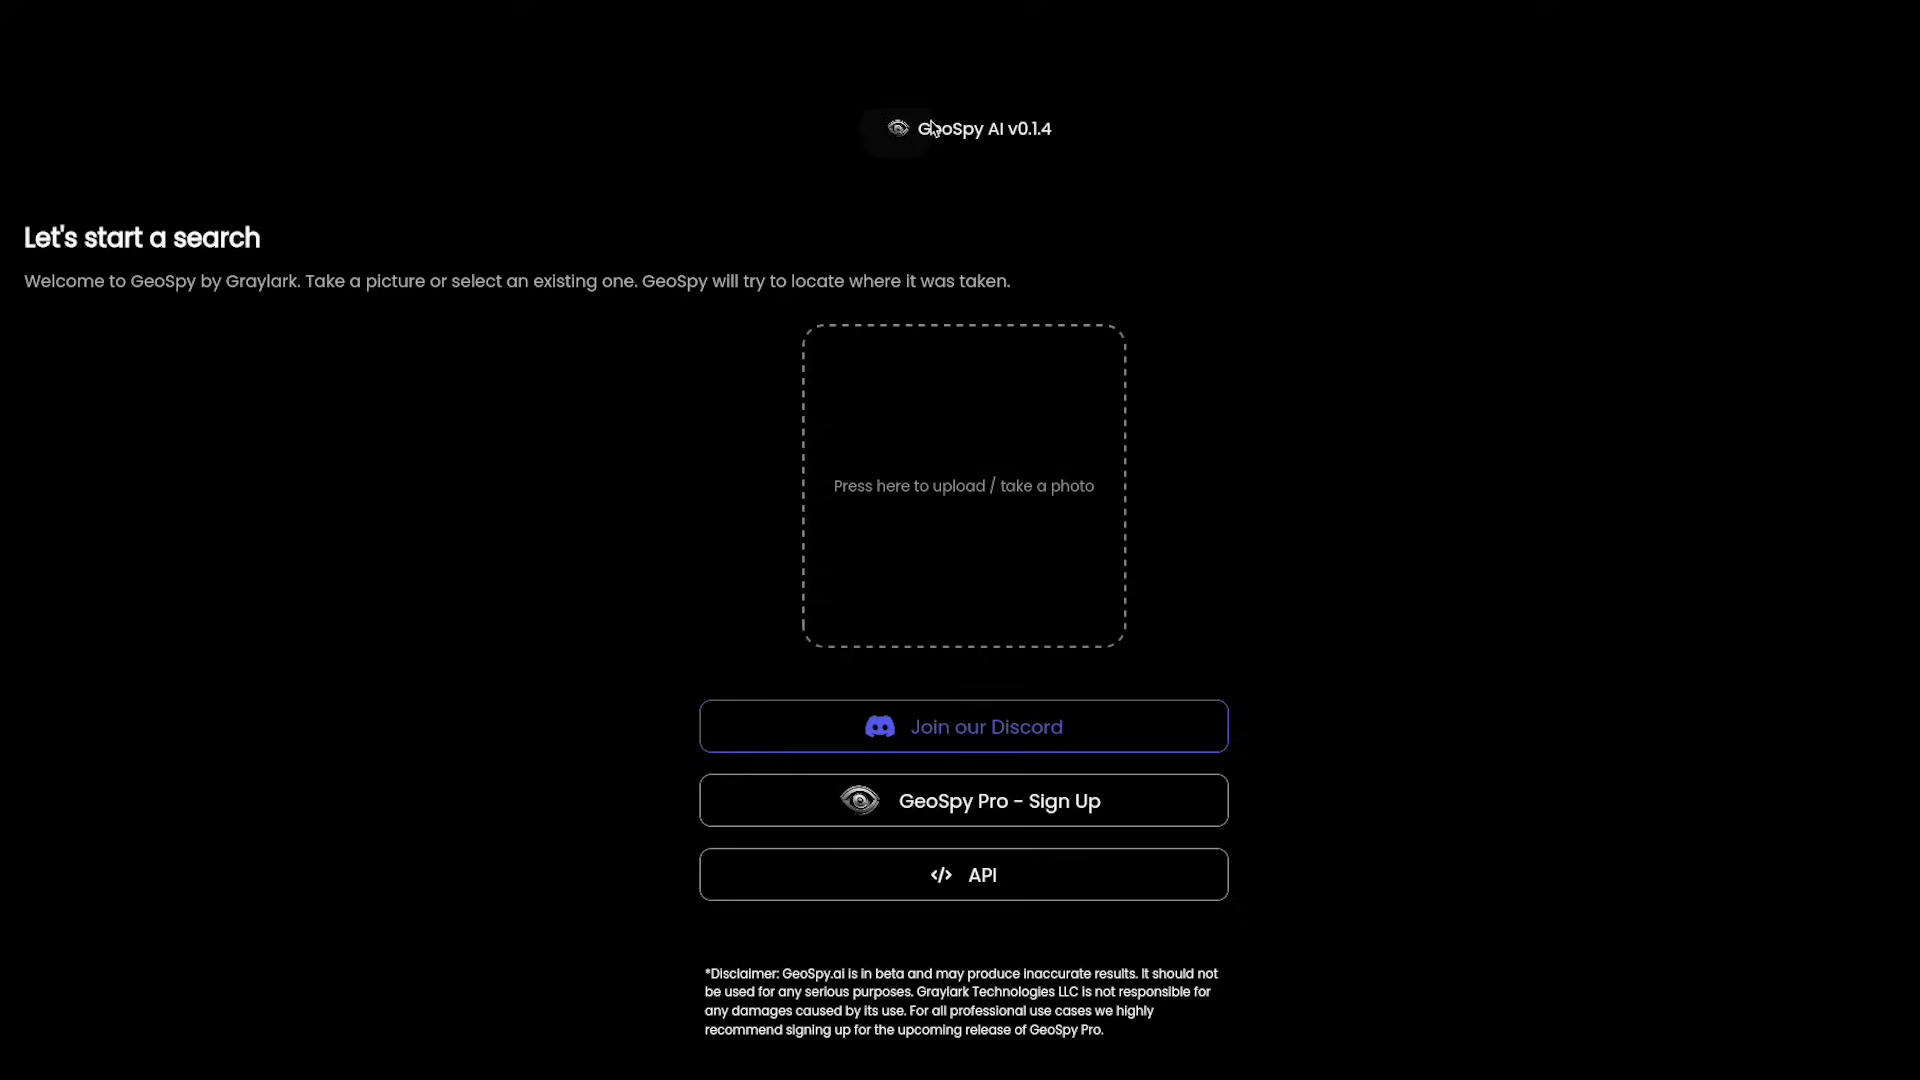 GeoSpy AI v0.1.4
Let's start a search
Welcome to GeoSpy by Graylark. Take a picture or select an existing one. GeoSpy will try to locate where it was taken.
Press here to upload / take a photo
Join our Discord
GeoSpy Pro - Sign Up
</> API
*Disclaimer: GeoSpy.ai is in beta and may produce inaccurate results. It should not
be used for any serious purposes. Graylark Technologies LLC is not responsible for
any damages caused by its use. For all professional use cases we highly
recommend signing up for the upcoming release of GeoSpy Pro.